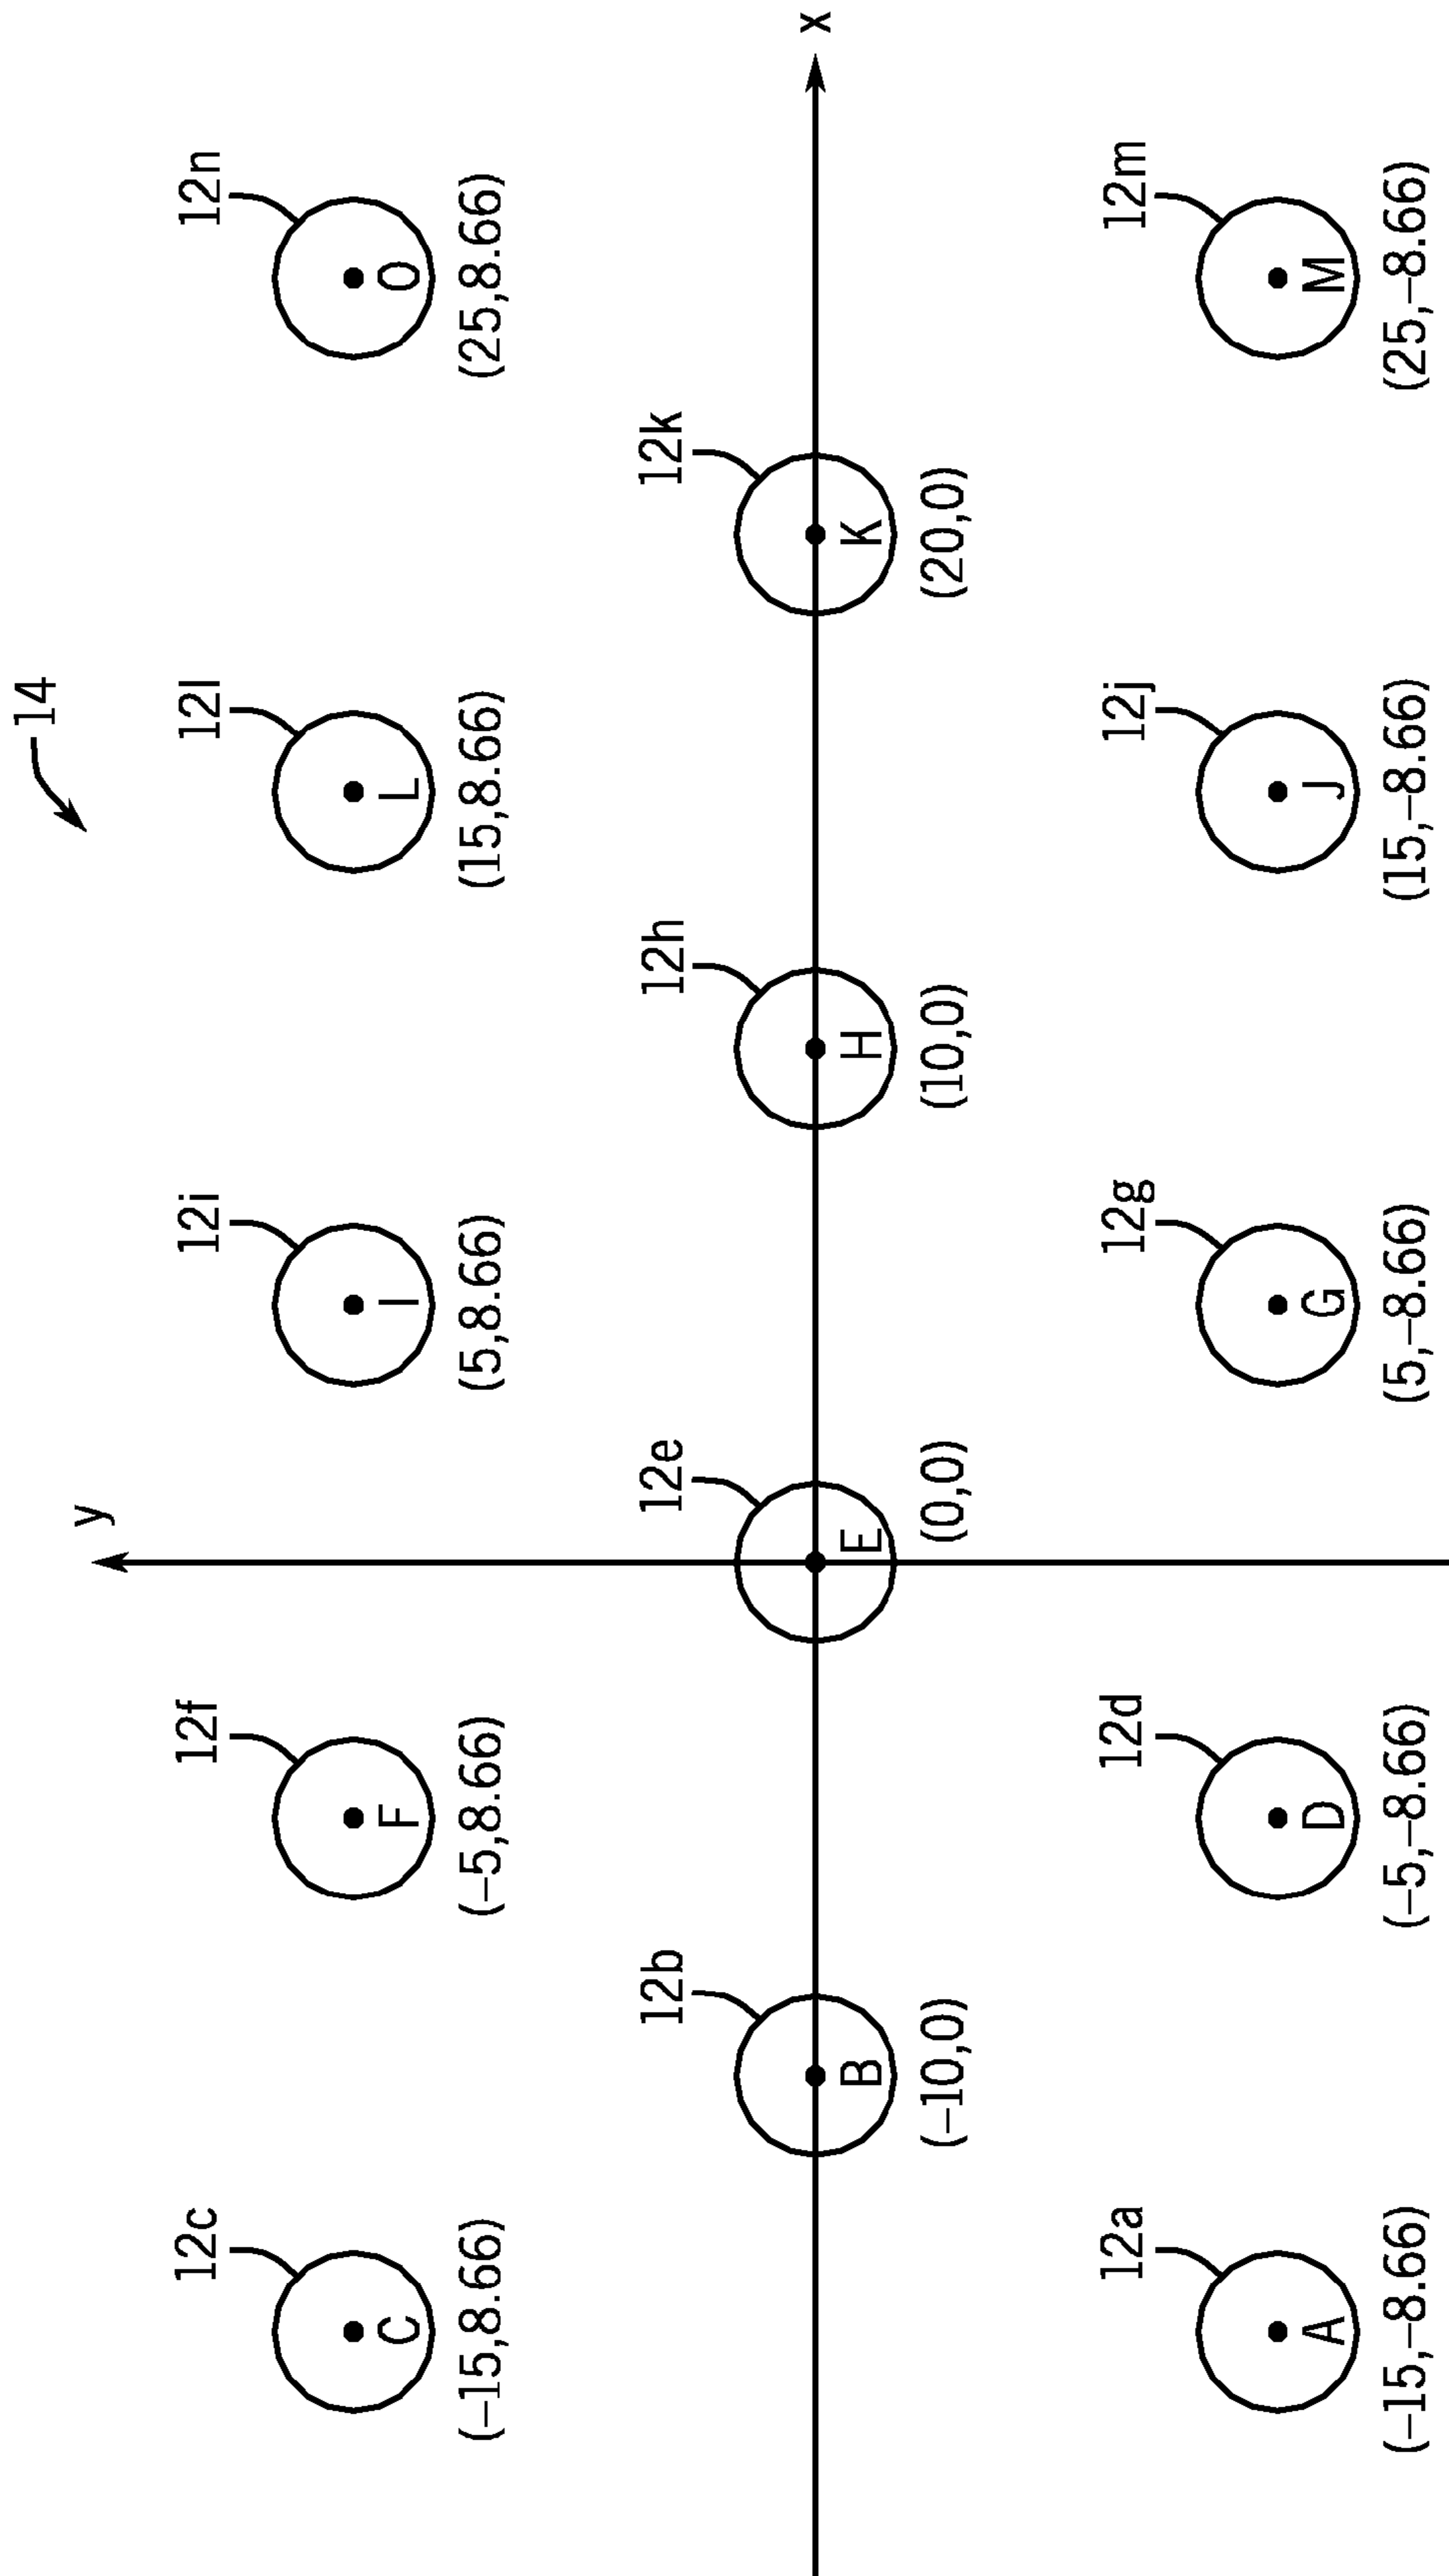 14
y
12c
C
(−15,8.66)
12f
F
(−5,8.66)
12i
I
(5,8.66)
12l
L
(15,8.66)
12n
O
(25,8.66)
12b
B
(−10,0)
12e
E
(0,0)
12h
H
(10,0)
12k
K
(20,0)
x
12a
A
(−15,−8.66)
12d
D
(−5,−8.66)
12g
G
(5,−8.66)
12j
J
(15,−8.66)
12m
M
(25,−8.66)